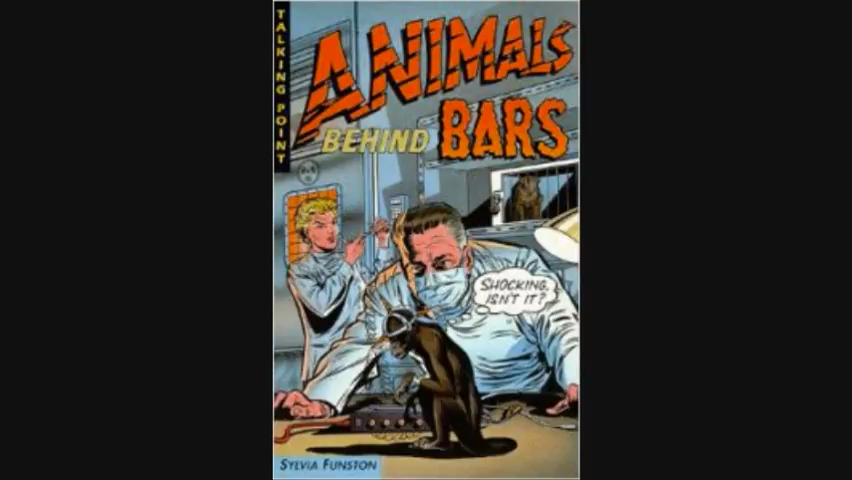 TALKING POINT
ANIMALS
BEHIND BARS
SHOCKING,
ISN'T IT?
SYLVIA FUNSTON